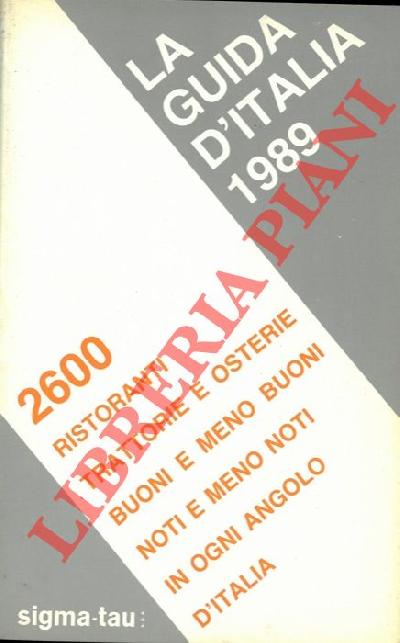 LA
GUIDA
D'ITALIA
1989
2600
RISTORANTI
TRATTORIE E OSTERIE
BUONI E MENO BUONI
NOTI E MENO NOTI
IN OGNI ANGOLO
D'ITALIA
sigma-tau
LIBRERIA PIANI